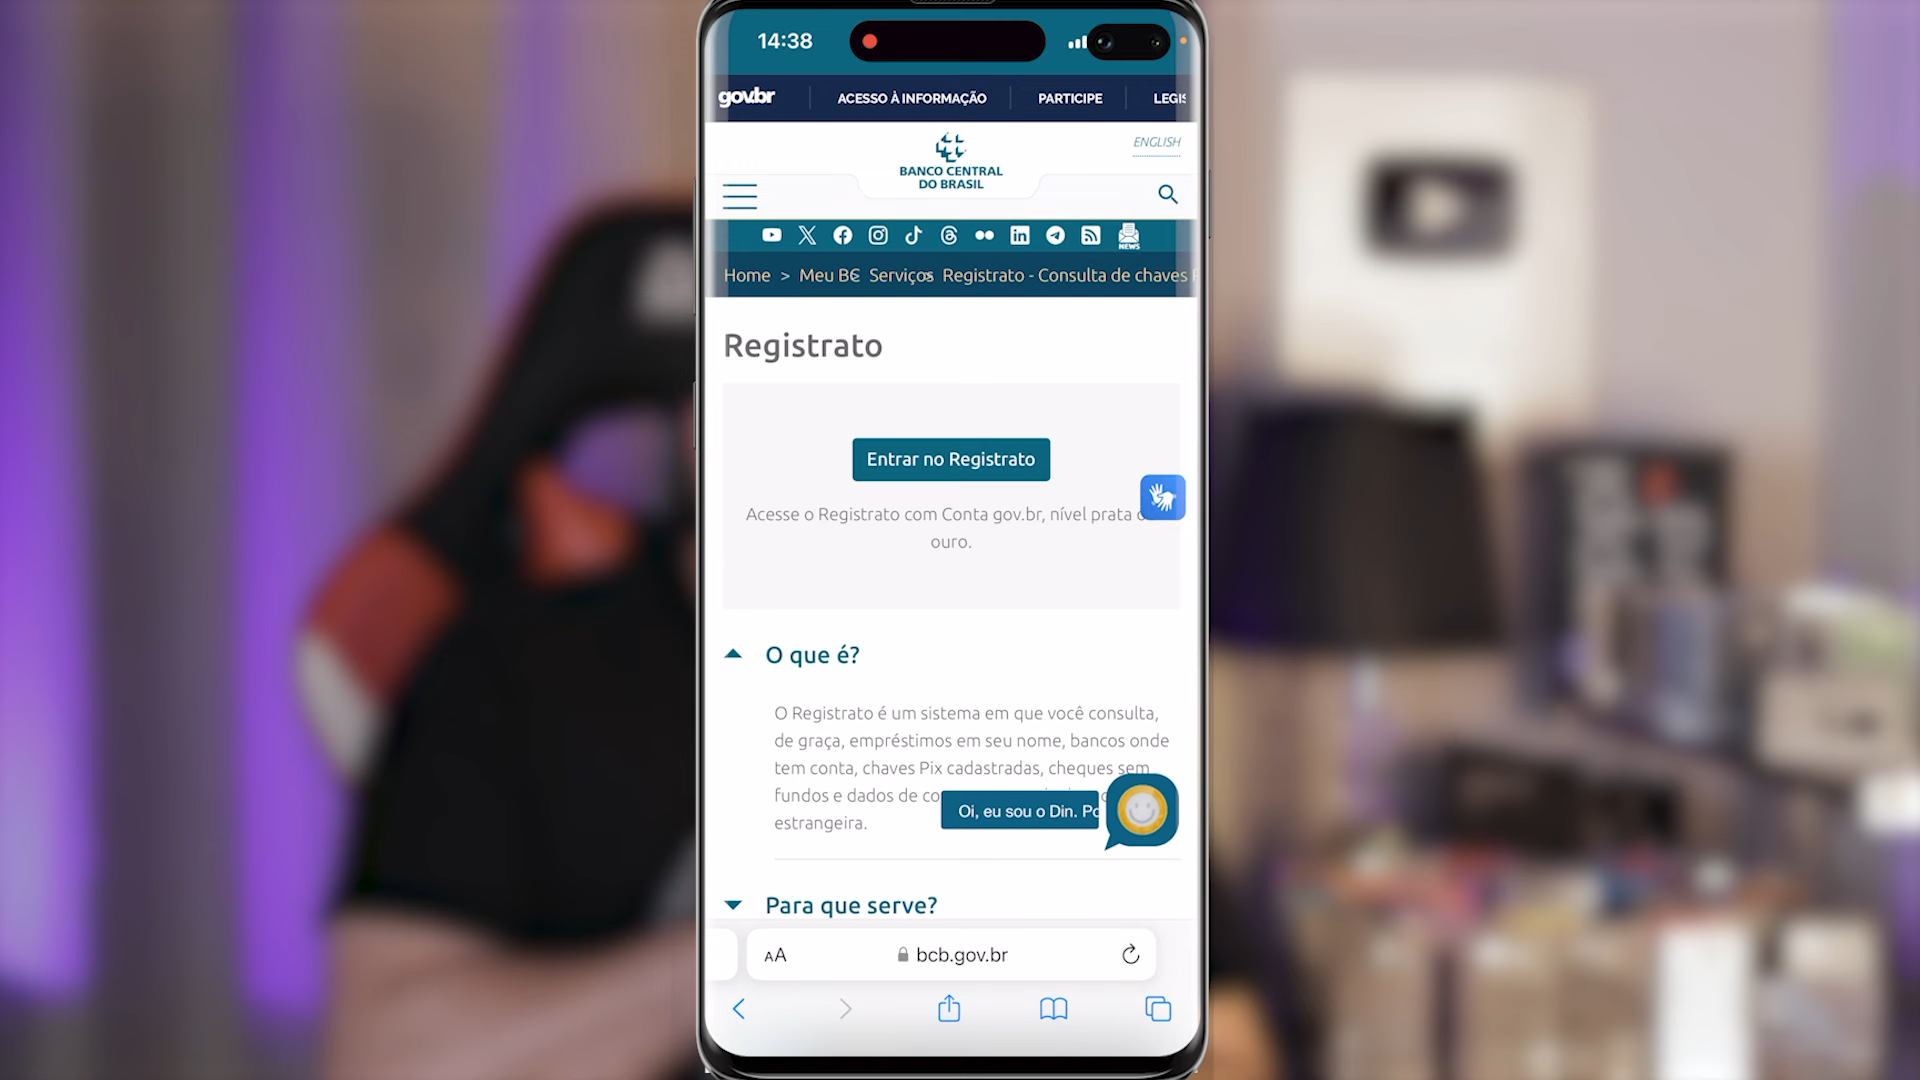 14:38
gov.br ACESSO À INFORMAÇÃO PARTICIPE LEGIS
ENGLISH
BANCO CENTRAL
DO BRASIL
NEWS
Home > Meu BC > Serviços > Registrato - Consulta de chaves
Registrato
Entrar no Registrato
Acesse o Registrato com Conta gov.br, nível prata
ouro.
O que é?
O Registrato é um sistema em que você consulta,
de graça, empréstimos em seu nome, bancos onde
tem conta, chaves Pix cadastradas, cheques sem
fundos e dados de
Oi, eu sou o Din.
estrangeira.
Para que serve?
AA bcb.gov.br